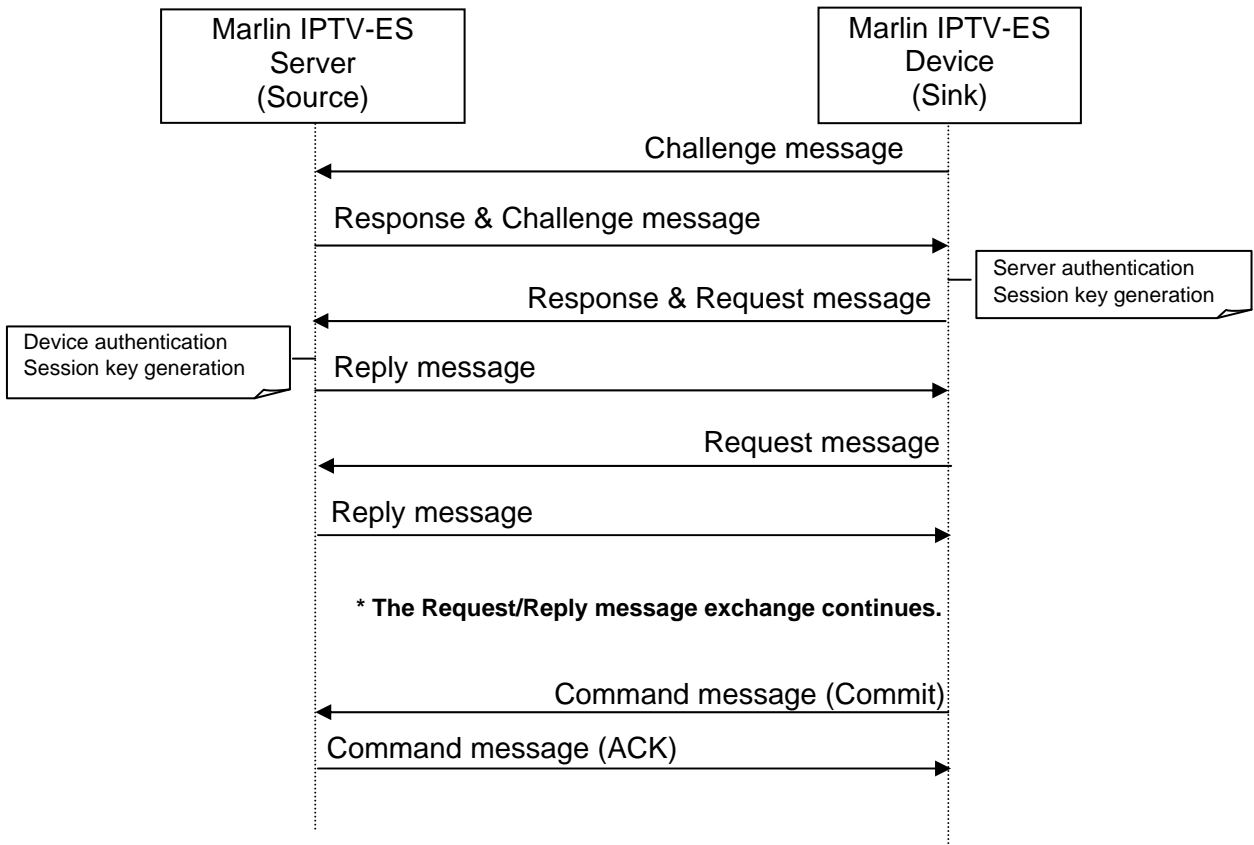 Marlin IPTV-ES
Server
(Source)
Marlin IPTV-ES
Device
(Sink)
Challenge message
Response & Challenge message
Server authentication
Session key generation
Response & Request message
Device authentication
Session key generation
Reply message
Request message
Reply message
* The Request/Reply message exchange continues.
Command message (Commit)
Command message (ACK)